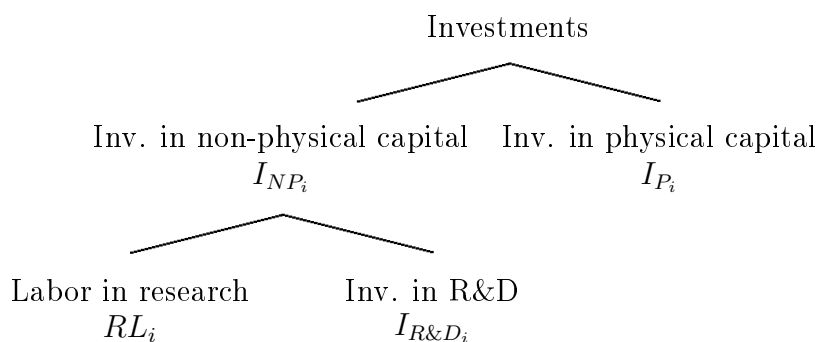 Investments
Inv. in non-physical capital Inv. in physical capital
$I_{NP_i}$ $I_{P_i}$
Labor in research Inv. in R&D
$RL_i$ $I_{R\&D_i}$